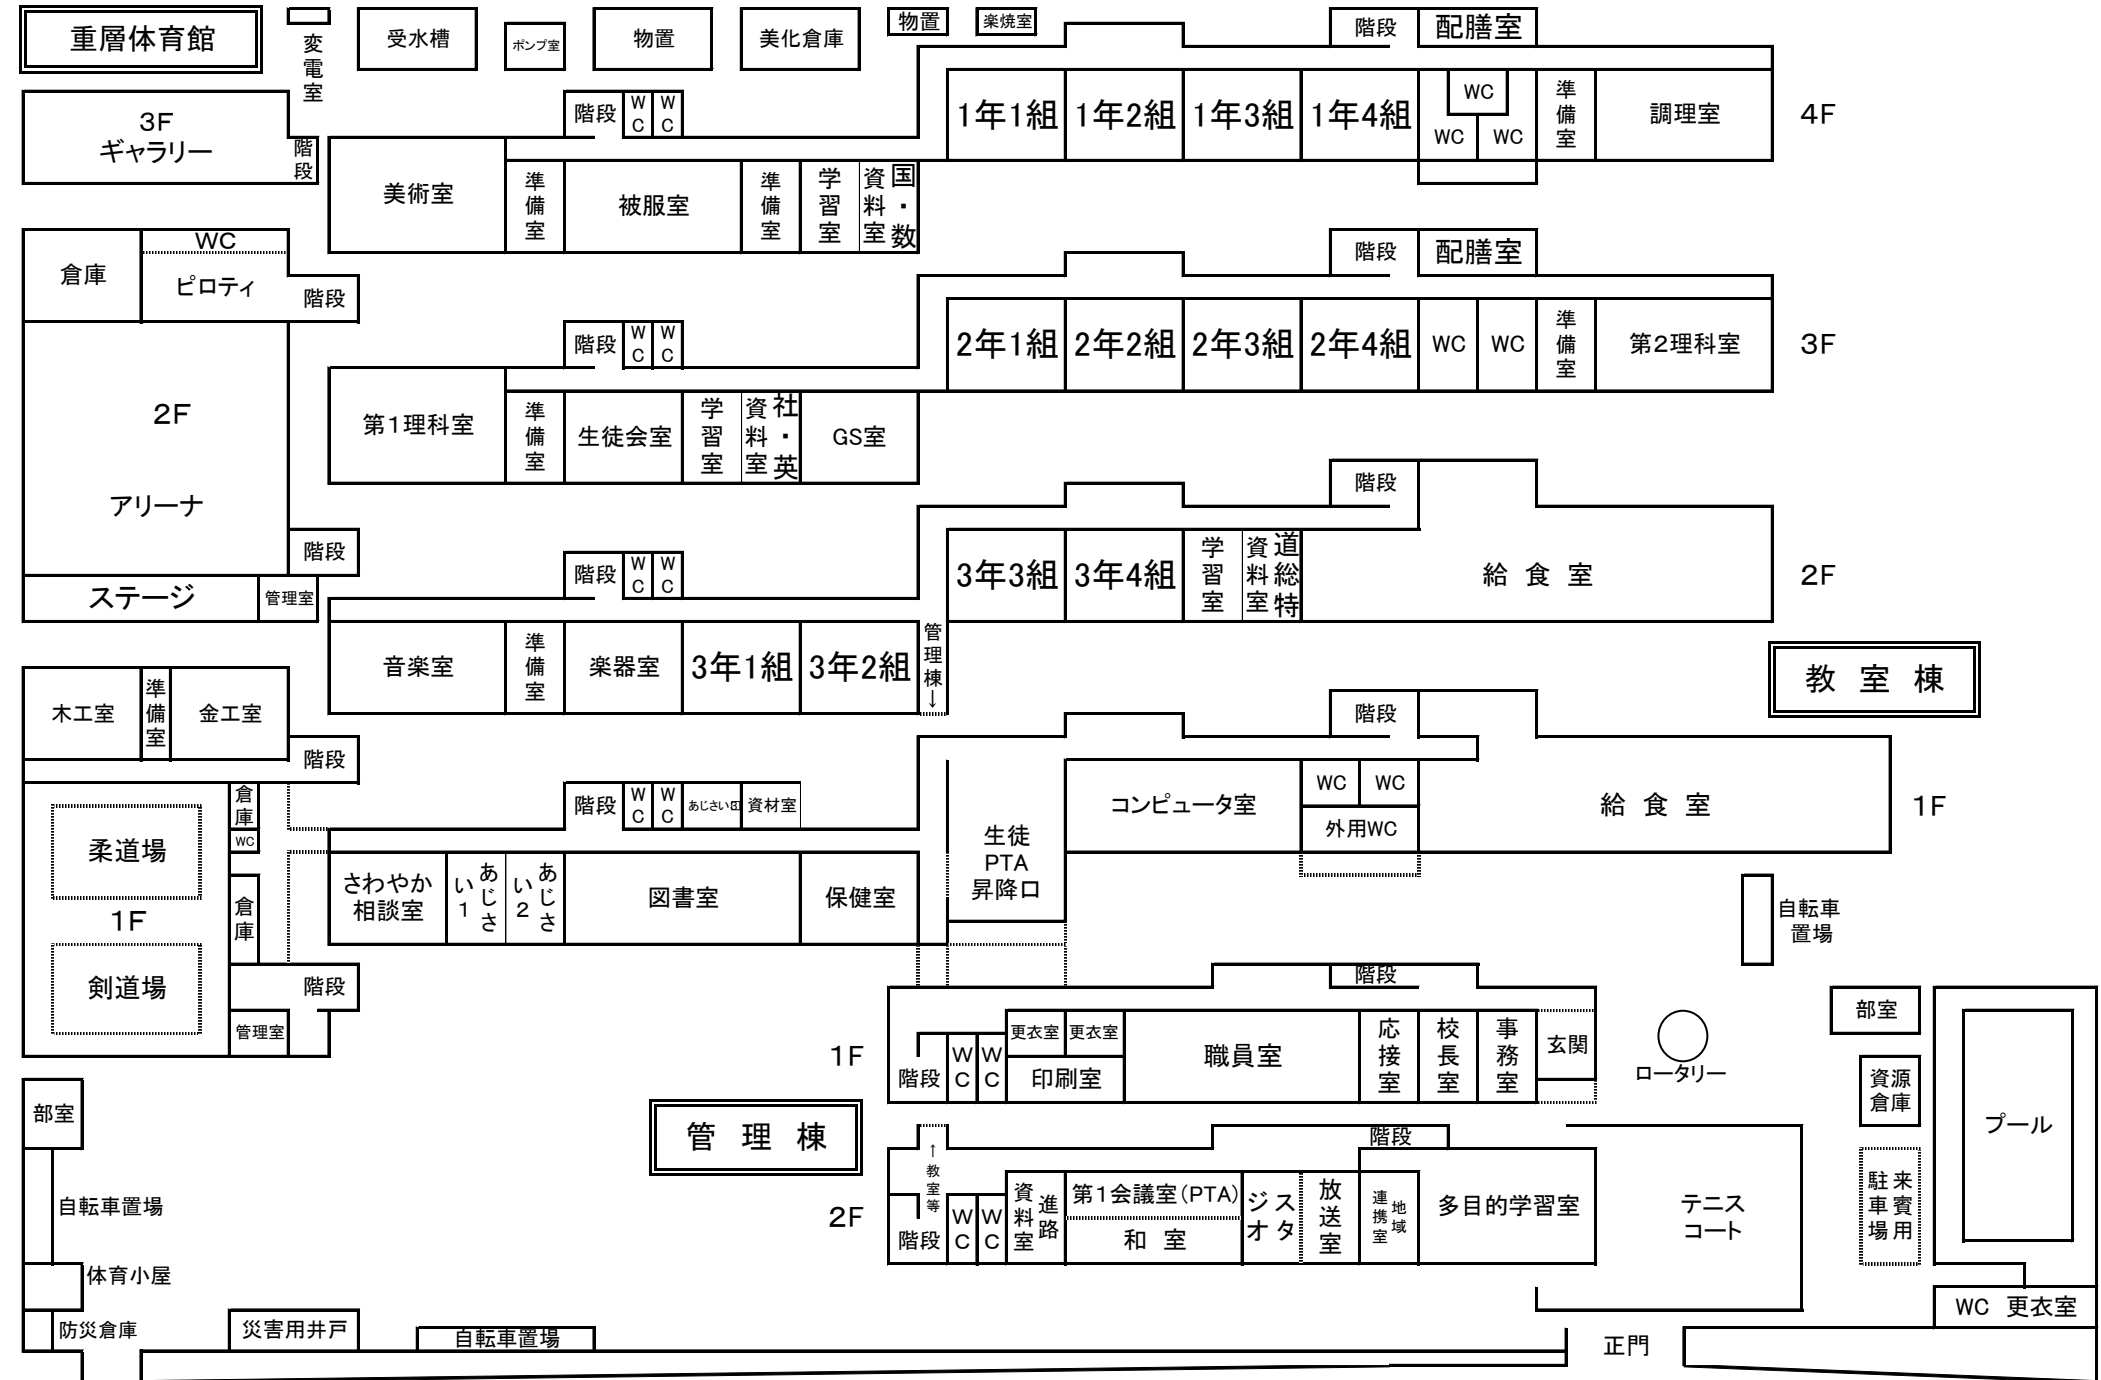 重層体育館
変電室
受水槽
ポンプ室
物置
美化倉庫
物置
楽焼室
階段
配膳室
3F
ギャラリー
階段
階段
WC
WC
1年1組
1年2組
1年3組
1年4組
WC
WC
WC
準備室
調理室
4F
美術室
準備室
被服室
準備室
学習室
国・数
資料室
倉庫
WC
ピロティ
階段
階段
配膳室
階段
WC
WC
2年1組
2年2組
2年3組
2年4組
WC
WC
準備室
第2理科室
3F
2F
アリーナ
第1理科室
準備室
生徒会室
学習室
社・英
資料室
GS室
階段
階段
階段
WC
WC
3年3組
3年4組
学習室
道総特
資料室
給食室
2F
ステージ
管理室
音楽室
準備室
楽器室
3年1組
3年2組
管理棟↓
教室棟
木工室
準備室
金工室
階段
階段
倉庫
WC
柔道場
階段
WC
WC
資材室
生徒
PTA
昇降口
コンピュータ室
WC
WC
外用WC
給食室
1F
1F
倉庫
さわやか
相談室
あじさい1
あじさい2
図書室
保健室
自転車
置場
剣道場
階段
管理室
階段
1F
階段
WC
WC
更衣室
更衣室
印刷室
職員室
応接室
校長室
事務室
玄関
ロータリー
部室
資源
倉庫
プール
部室
管理棟
階段
↑教室等
2F
階段
WC
WC
進路
資料室
第1会議室(PTA)
和室
スタジオ
放送室
地域
連携室
多目的学習室
テニス
コート
来賓用
駐車場
自転車置場
体育小屋
防災倉庫
災害用井戸
自転車置場
正門
WC 更衣室